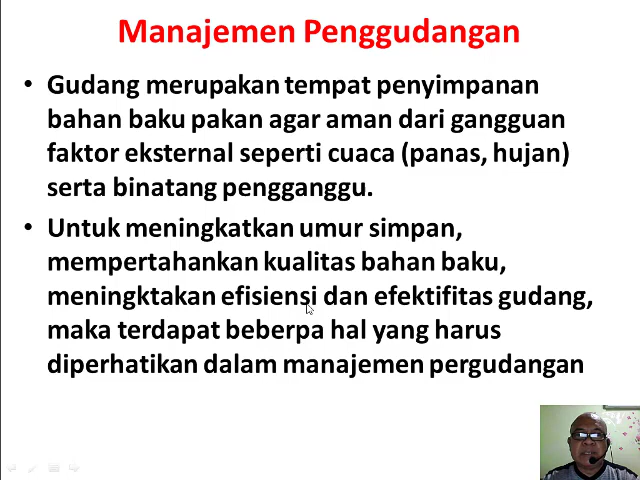 Manajemen Penggudangan
• Gudang merupakan tempat penyimpanan
bahan baku pakan agar aman dari gangguan
faktor eksternal seperti cuaca (panas, hujan)
serta binatang pengganggu.
• Untuk meningkatkan umur simpan,
mempertahankan kualitas bahan baku,
meningktakan efisiensi dan efektifitas gudang,
maka terdapat beberpa hal yang harus
diperhatikan dalam manajemen pergudangan